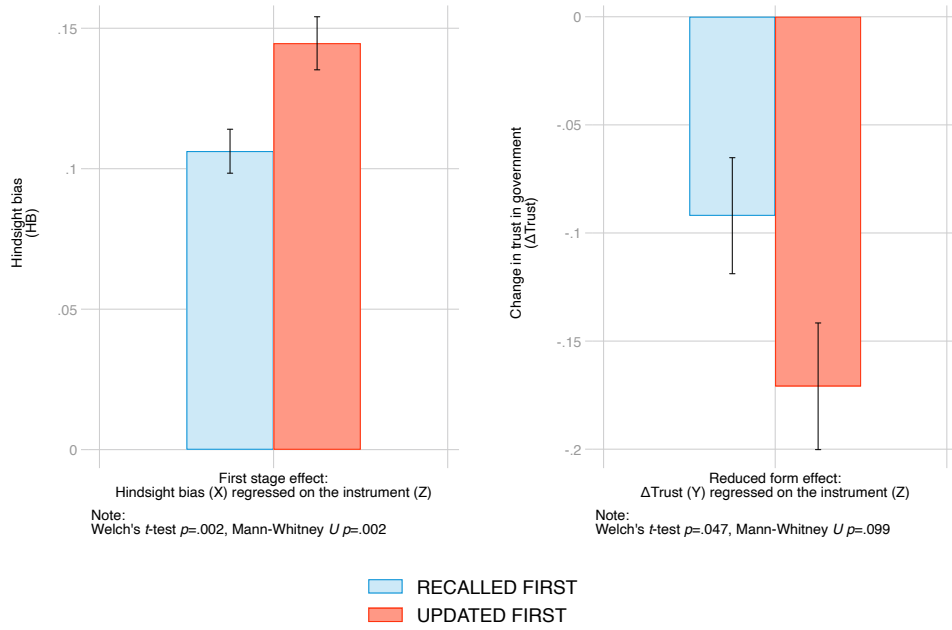 .15
.1
.05
0
Hindsight bias
(HB)
First stage effect:
Hindsight bias (X) regressed on the instrument (Z)
Note:
Welch's t-test p=.002, Mann-Whitney U p=.002
0
-.05
-.1
-.15
-.2
Change in trust in government
(ΔTrust)
Reduced form effect:
ΔTrust (Y) regressed on the instrument (Z)
Note:
Welch's t-test p=.047, Mann-Whitney U p=.099
RECALLED FIRST
UPDATED FIRST